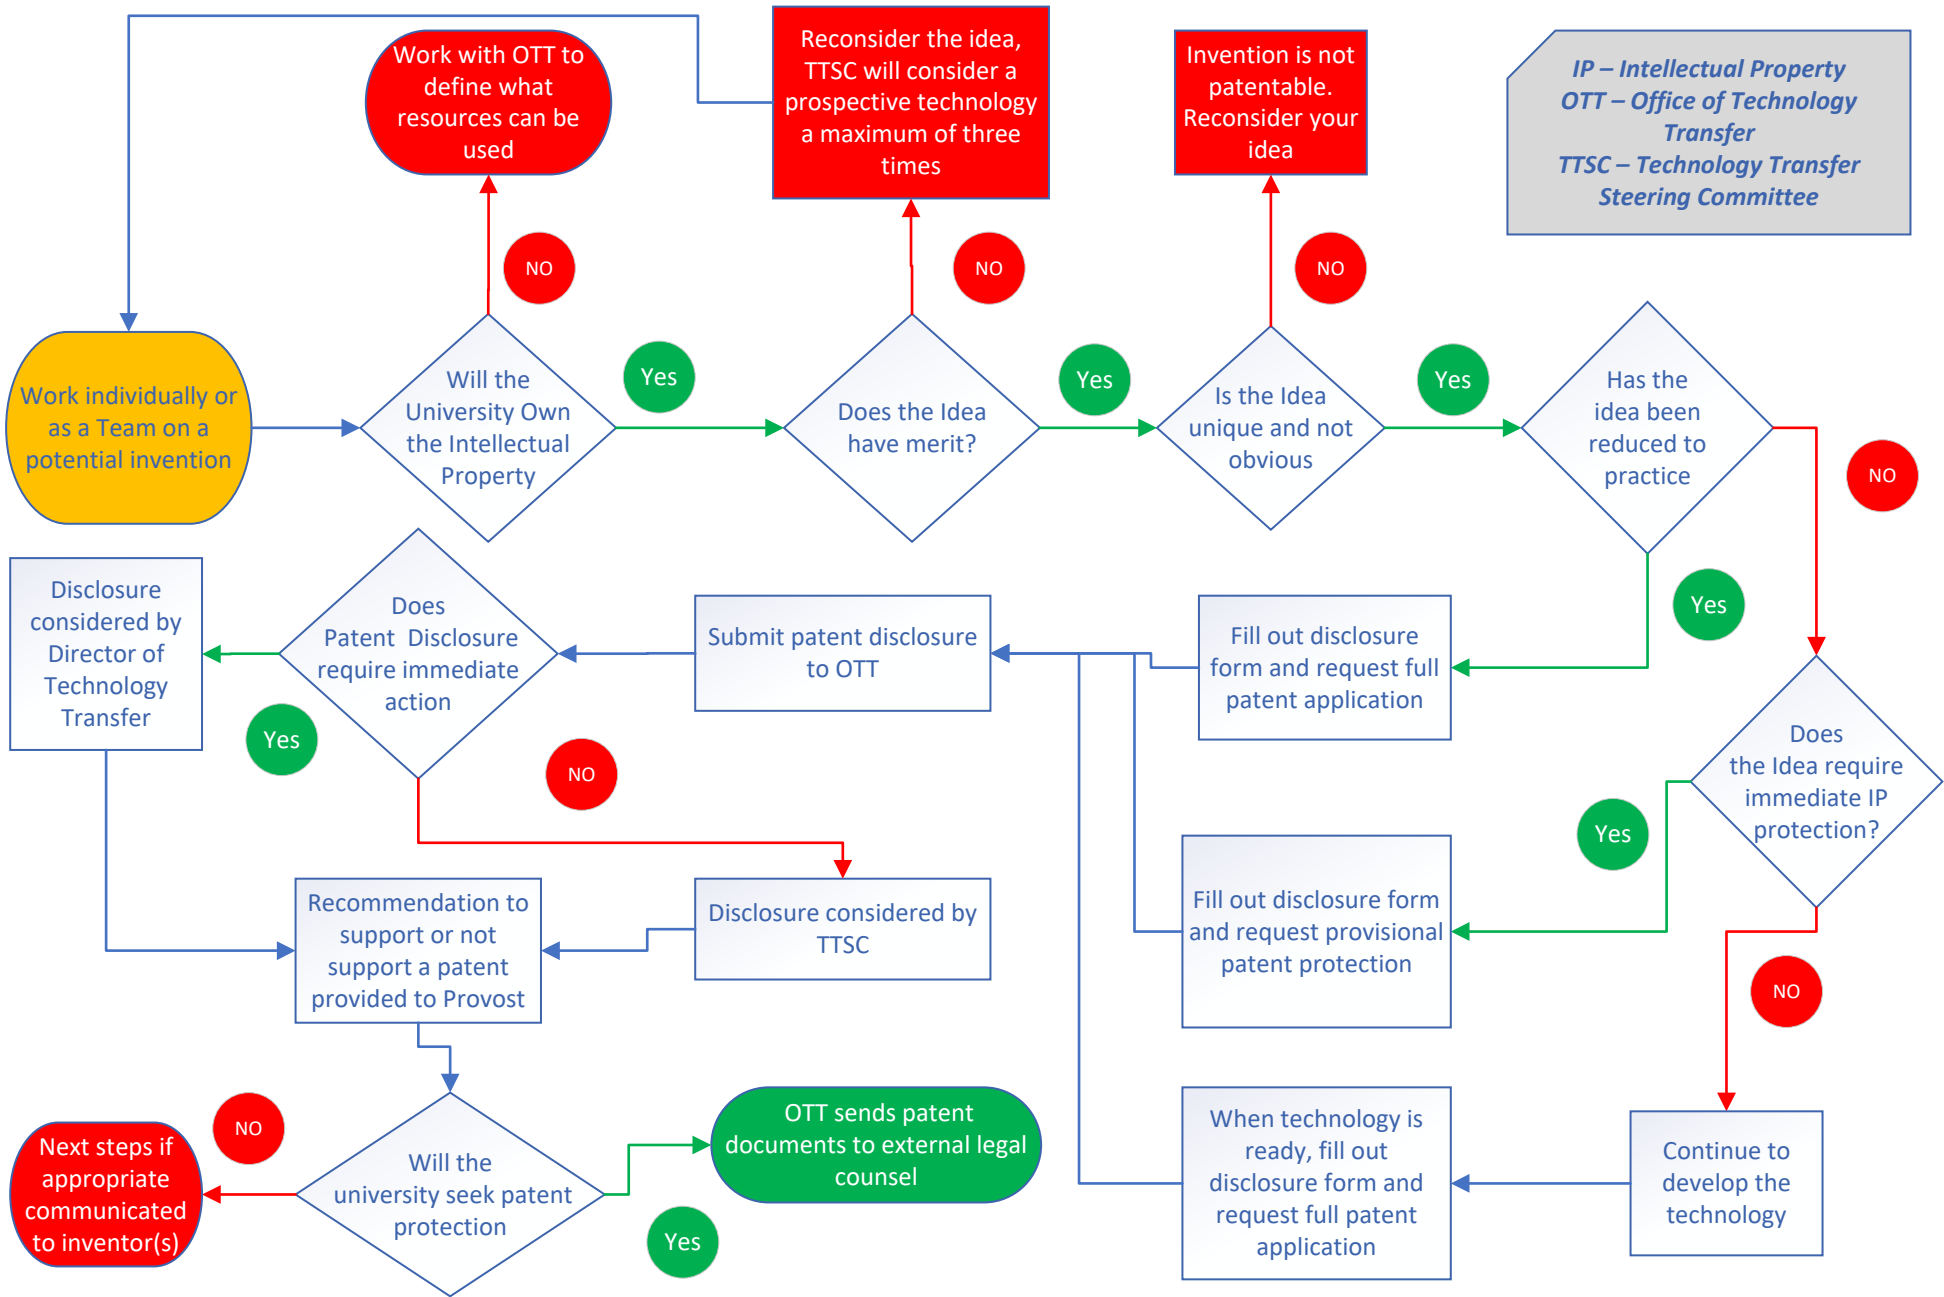 Work with OTT to
define what
resources can be
used
Reconsider the idea,
TTSC will consider a
prospective technology
a maximum of three
times
Invention is not
patentable.
Reconsider your
idea
IP – Intellectual Property
OTT – Office of Technology
Transfer
TTSC – Technology Transfer
Steering Committee
NO
NO
NO
Work individually or
as a Team on a
potential invention
Will the
University Own
the Intellectual
Property
Yes
Does the Idea
have merit?
Yes
Is the Idea
unique and not
obvious
Yes
Has the
idea been
reduced to
practice
NO
Disclosure
considered by
Director of
Technology
Transfer
Yes
Does
Patent  Disclosure
require immediate
action
NO
Submit patent disclosure
to OTT
Fill out disclosure
form and request full
patent application
Yes
Does
the Idea require
immediate IP
protection?
Yes
Fill out disclosure form
and request provisional
patent protection
NO
Recommendation to
support or not
support a patent
provided to Provost
Disclosure considered by
TTSC
NO
Next steps if
appropriate
communicated
to inventor(s)
Will the
university seek patent
protection
Yes
OTT sends patent
documents to external legal
counsel
When technology is
ready, fill out
disclosure form and
request full patent
application
Continue to
develop the
technology